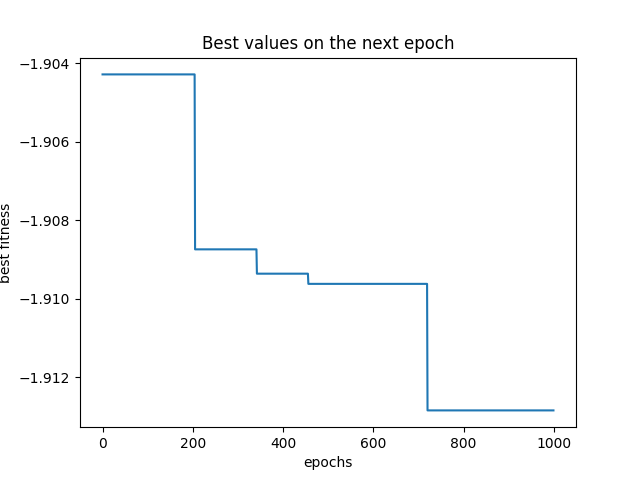 Best values on the next epoch
−1.904
−1.906
−1.908
−1.910
−1.912
best fitness
0 200 400 600 800 1000
epochs